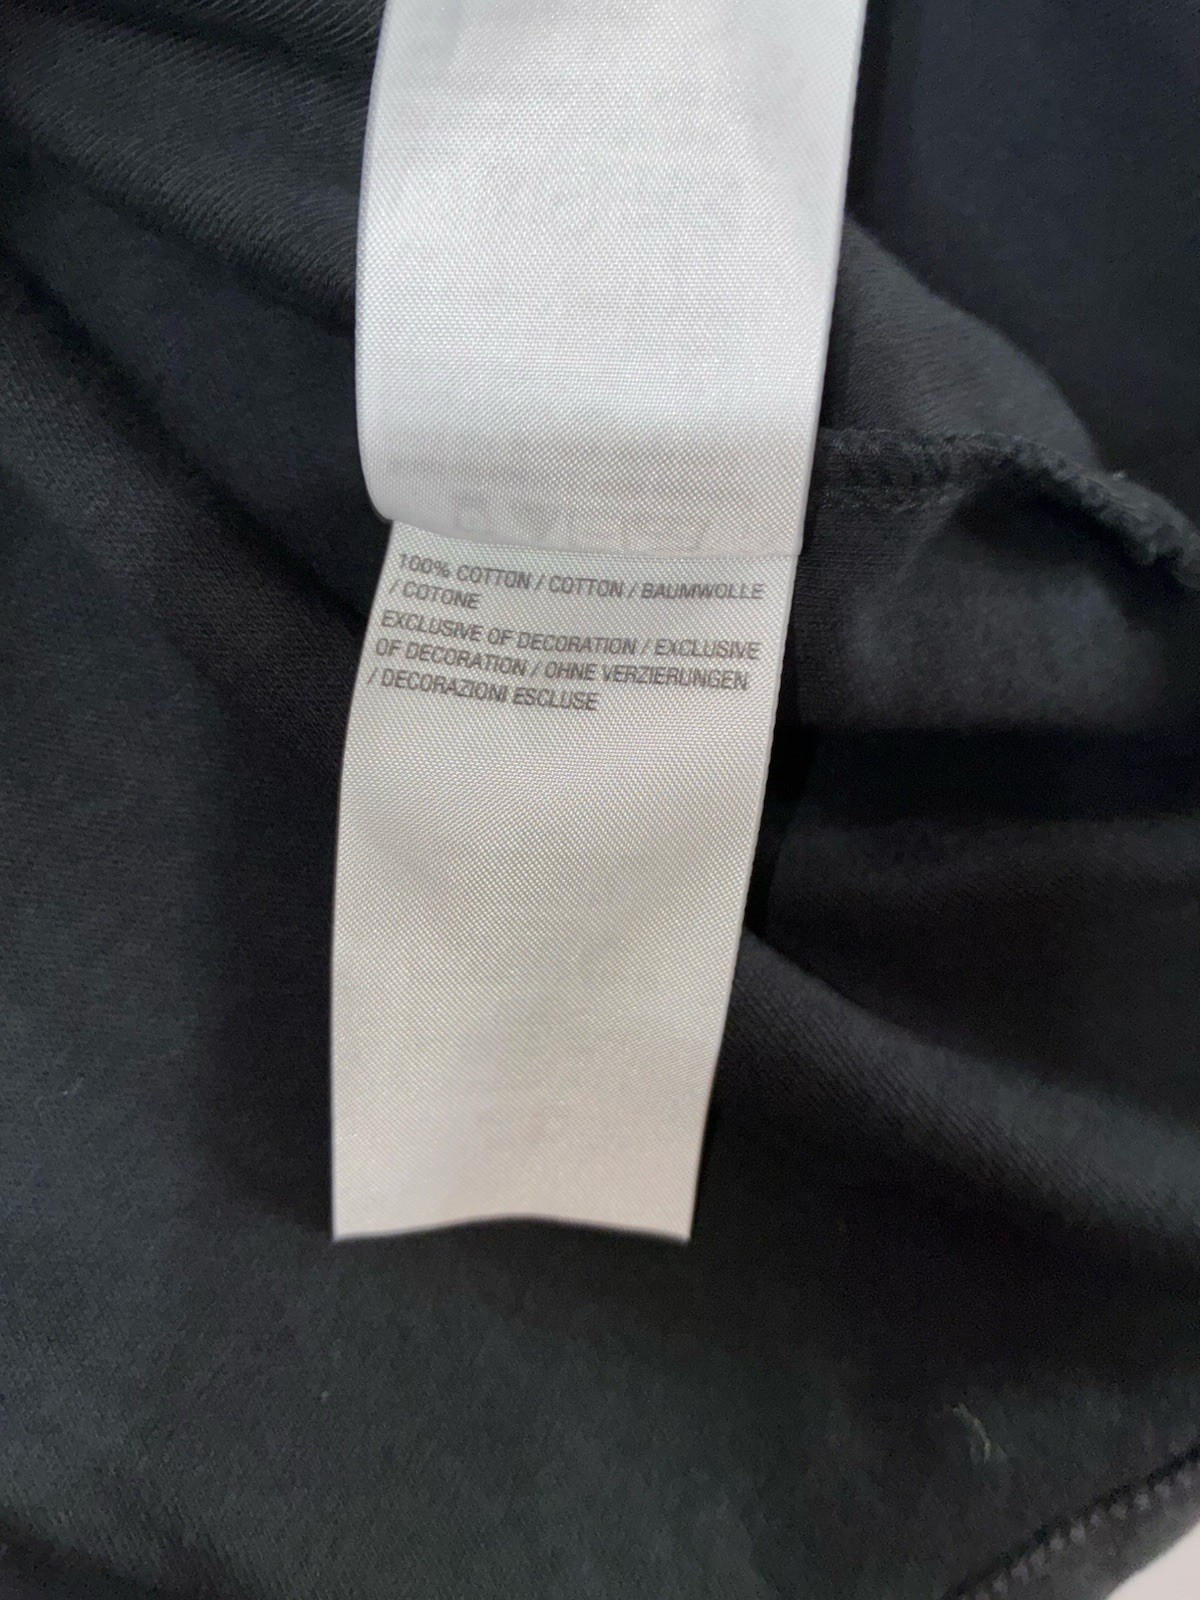 100% COTTON / COTTON / BAUMWOLLE
/ COTONE
EXCLUSIVE OF DECORATION / EXCLUSIVE
OF DECORATION / OHNE VERZIERUNGEN
/ DECORAZIONI ESCLUSE